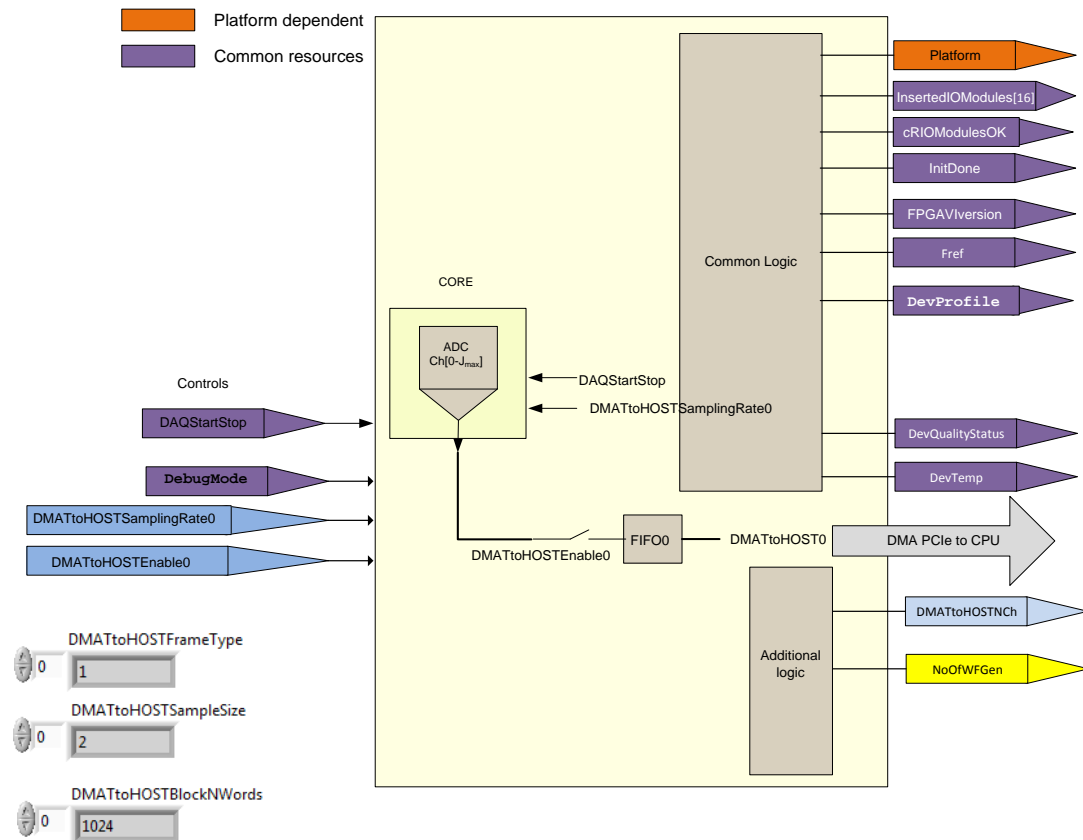 Platform dependent
Common resources
Platform
InsertedIOModules[16]
cRIOModulesOK
InitDone
FPGAVIversion
Fref
DevProfile
Common Logic
CORE
ADC
Ch[0-Jmax]
DAQStartStop
DMATtoHOSTSamplingRate0
Controls
DAQStartStop
DebugMode
DMATtoHOSTSamplingRate0
DMATtoHOSTEnable0
DevQualityStatus
DevTemp
DMATtoHOSTEnable0
FIFO0
DMATtoHOST0
DMA PCIe to CPU
Additional
logic
DMATtoHOSTNCh
NoOfWFGen
DMATtoHOSTFrameType
0
1
DMATtoHOSTSampleSize
0
2
DMATtoHOSTBlockNWords
0
1024